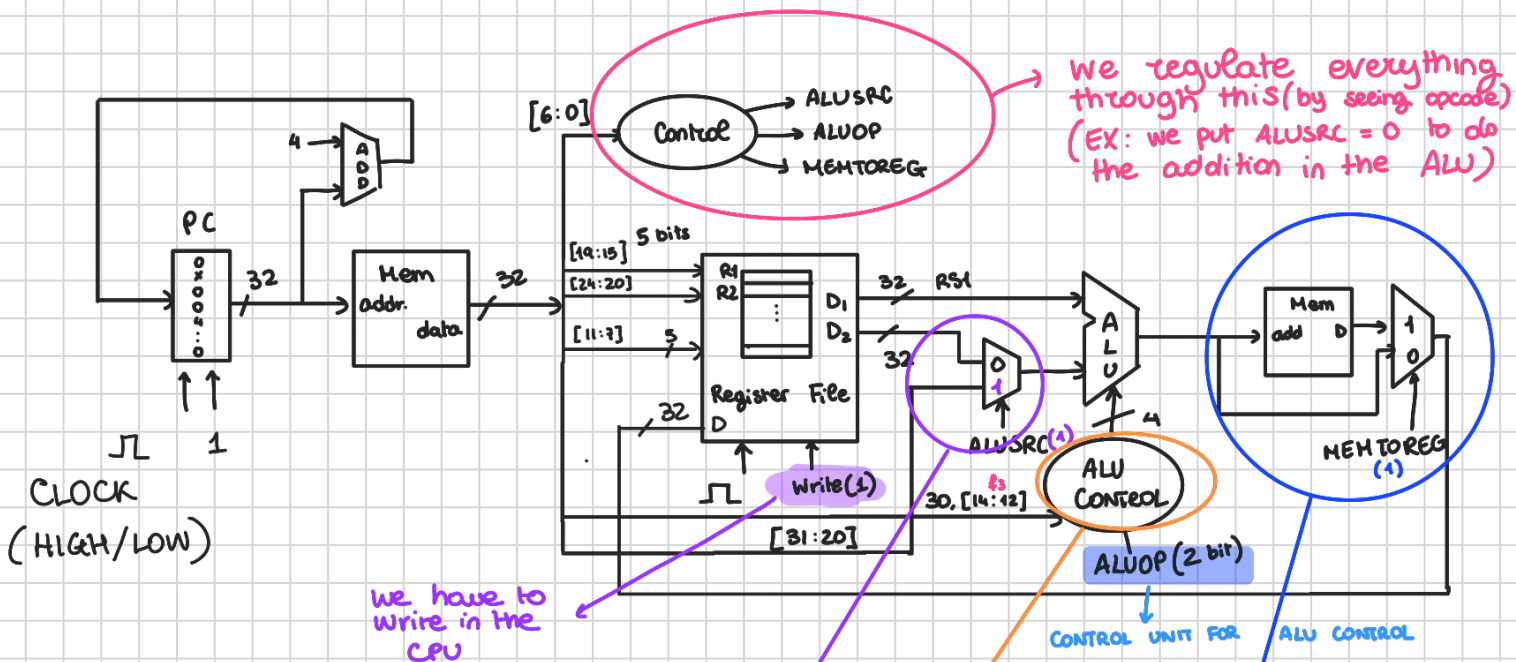 we regulate everything
through this (by seeing opcode)
(EX: we put ALUSRC = 0 to do
the addition in the ALU)
[6:0]
Control
ALUSRC
ALUOP
MEMTOREG
4
ADD
PC
0x004...0
32
Mem
addr.
data
32
[19:15] 5 bits
[24:20]
[11:7] 5
R1
R2
⋮
D1
D2
Register File
D
32
32 RS1
32
0
1
ALUSRC (1)
ALU
4
Mem
add D
1
0
MEMTOREG
(1)
1
CLOCK
(HIGH/LOW)
Write(1)
f3
30, [14:12]
ALU
CONTROL
[31:20]
ALUOP (2 bit)
we have to
write in the
CPU
CONTROL UNIT FOR ALU CONTROL